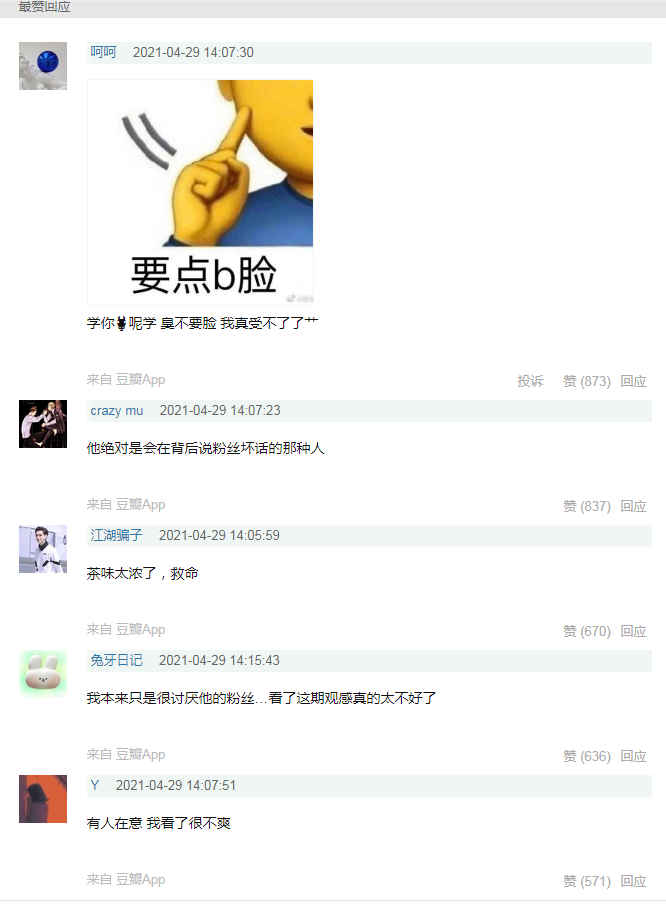 最赞回应
呵呵 2021-04-29 14:07:30
要点b脸
学你🦞呢学 臭不要脸 我真受不了了艹
来自 豆瓣App 投诉 赞 (873) 回应
crazy mu 2021-04-29 14:07:23
他绝对是会在背后说粉丝坏话的那种人
来自 豆瓣App 赞 (837) 回应
江湖骗子 2021-04-29 14:05:59
茶味太浓了，救命
来自 豆瓣App 赞 (670) 回应
兔牙日记 2021-04-29 14:15:43
我本来只是很讨厌他的粉丝…看了这期观感真的太不好了
来自 豆瓣App 赞 (636) 回应
Y 2021-04-29 14:07:51
有人在意 我看了很不爽
来自 豆瓣App 赞 (571) 回应